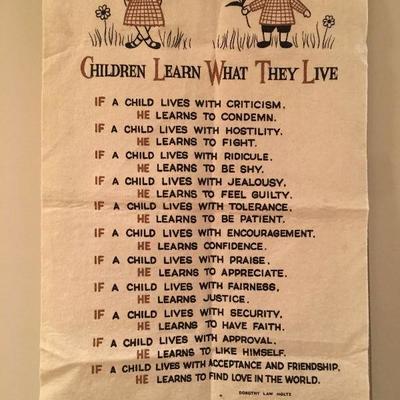 CHILDREN LEARN WHAT THEY LIVE
IF A CHILD LIVES WITH CRITICISM,
HE LEARNS TO CONDEMN.
IF A CHILD LIVES WITH HOSTILITY,
HE LEARNS TO FIGHT.
IF A CHILD LIVES WITH RIDICULE,
HE LEARNS TO BE SHY.
IF A CHILD LIVES WITH JEALOUSY,
HE LEARNS TO FEEL GUILTY.
IF A CHILD LIVES WITH TOLERANCE,
HE LEARNS TO BE PATIENT.
IF A CHILD LIVES WITH ENCOURAGEMENT,
HE LEARNS CONFIDENCE.
IF A CHILD LIVES WITH PRAISE,
HE LEARNS TO APPRECIATE.
IF A CHILD LIVES WITH FAIRNESS,
HE LEARNS JUSTICE.
IF A CHILD LIVES WITH SECURITY,
HE LEARNS TO HAVE FAITH.
IF A CHILD LIVES WITH APPROVAL,
HE LEARNS TO LIKE HIMSELF.
IF A CHILD LIVES WITH ACCEPTANCE AND FRIENDSHIP,
HE LEARNS TO FIND LOVE IN THE WORLD.
DOROTHY LAW HOLTZ